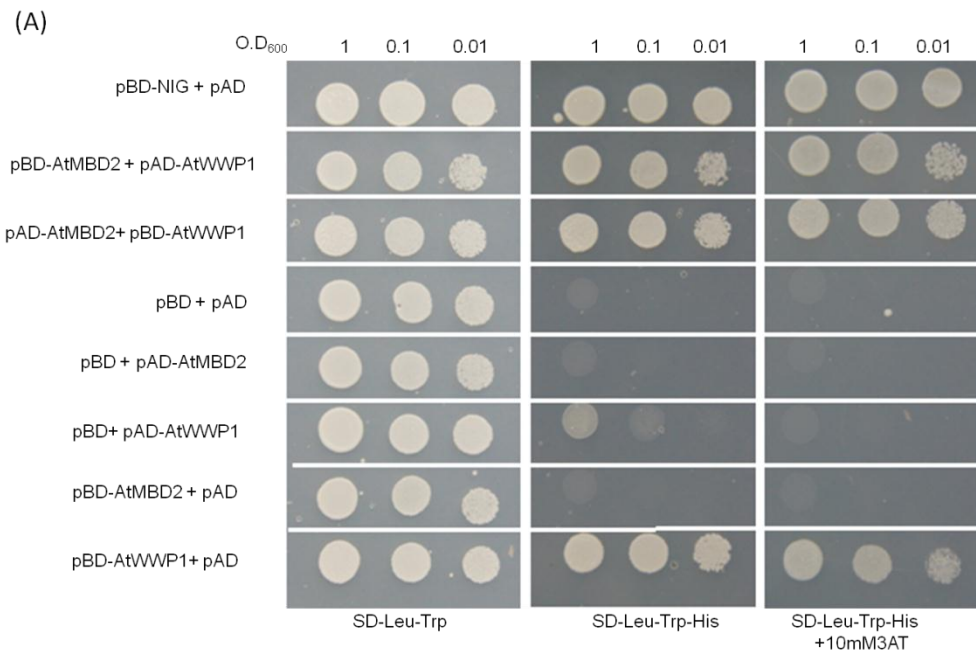 (A)
O.D600 1 0.1 0.01 1 0.1 0.01 1 0.1 0.01
pBD-NIG + pAD
pBD-AtMBD2 + pAD-AtWWP1
pAD-AtMBD2+ pBD-AtWWP1
pBD + pAD
pBD + pAD-AtMBD2
pBD+ pAD-AtWWP1
pBD-AtMBD2 + pAD
pBD-AtWWP1+ pAD
SD-Leu-Trp SD-Leu-Trp-His SD-Leu-Trp-His
+10mM3AT